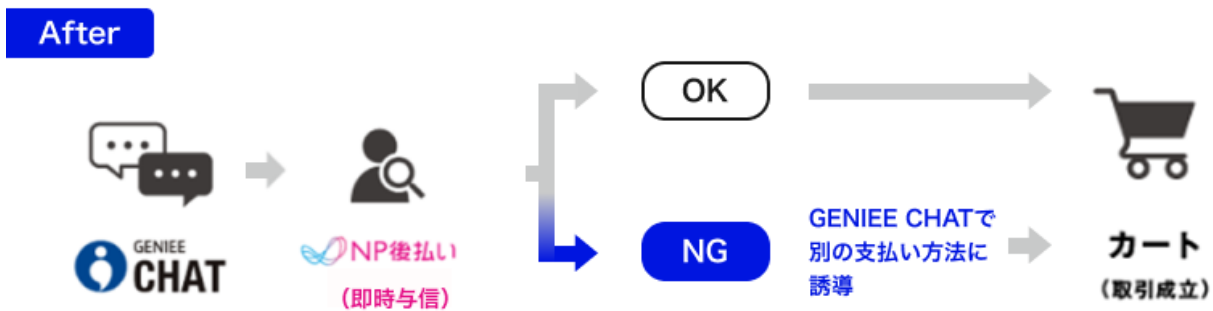 After
GENIEE
CHAT
NP後払い
（即時与信）
OK
NG
GENIEE CHATで
別の支払い方法に
誘導
カート
（取引成立）